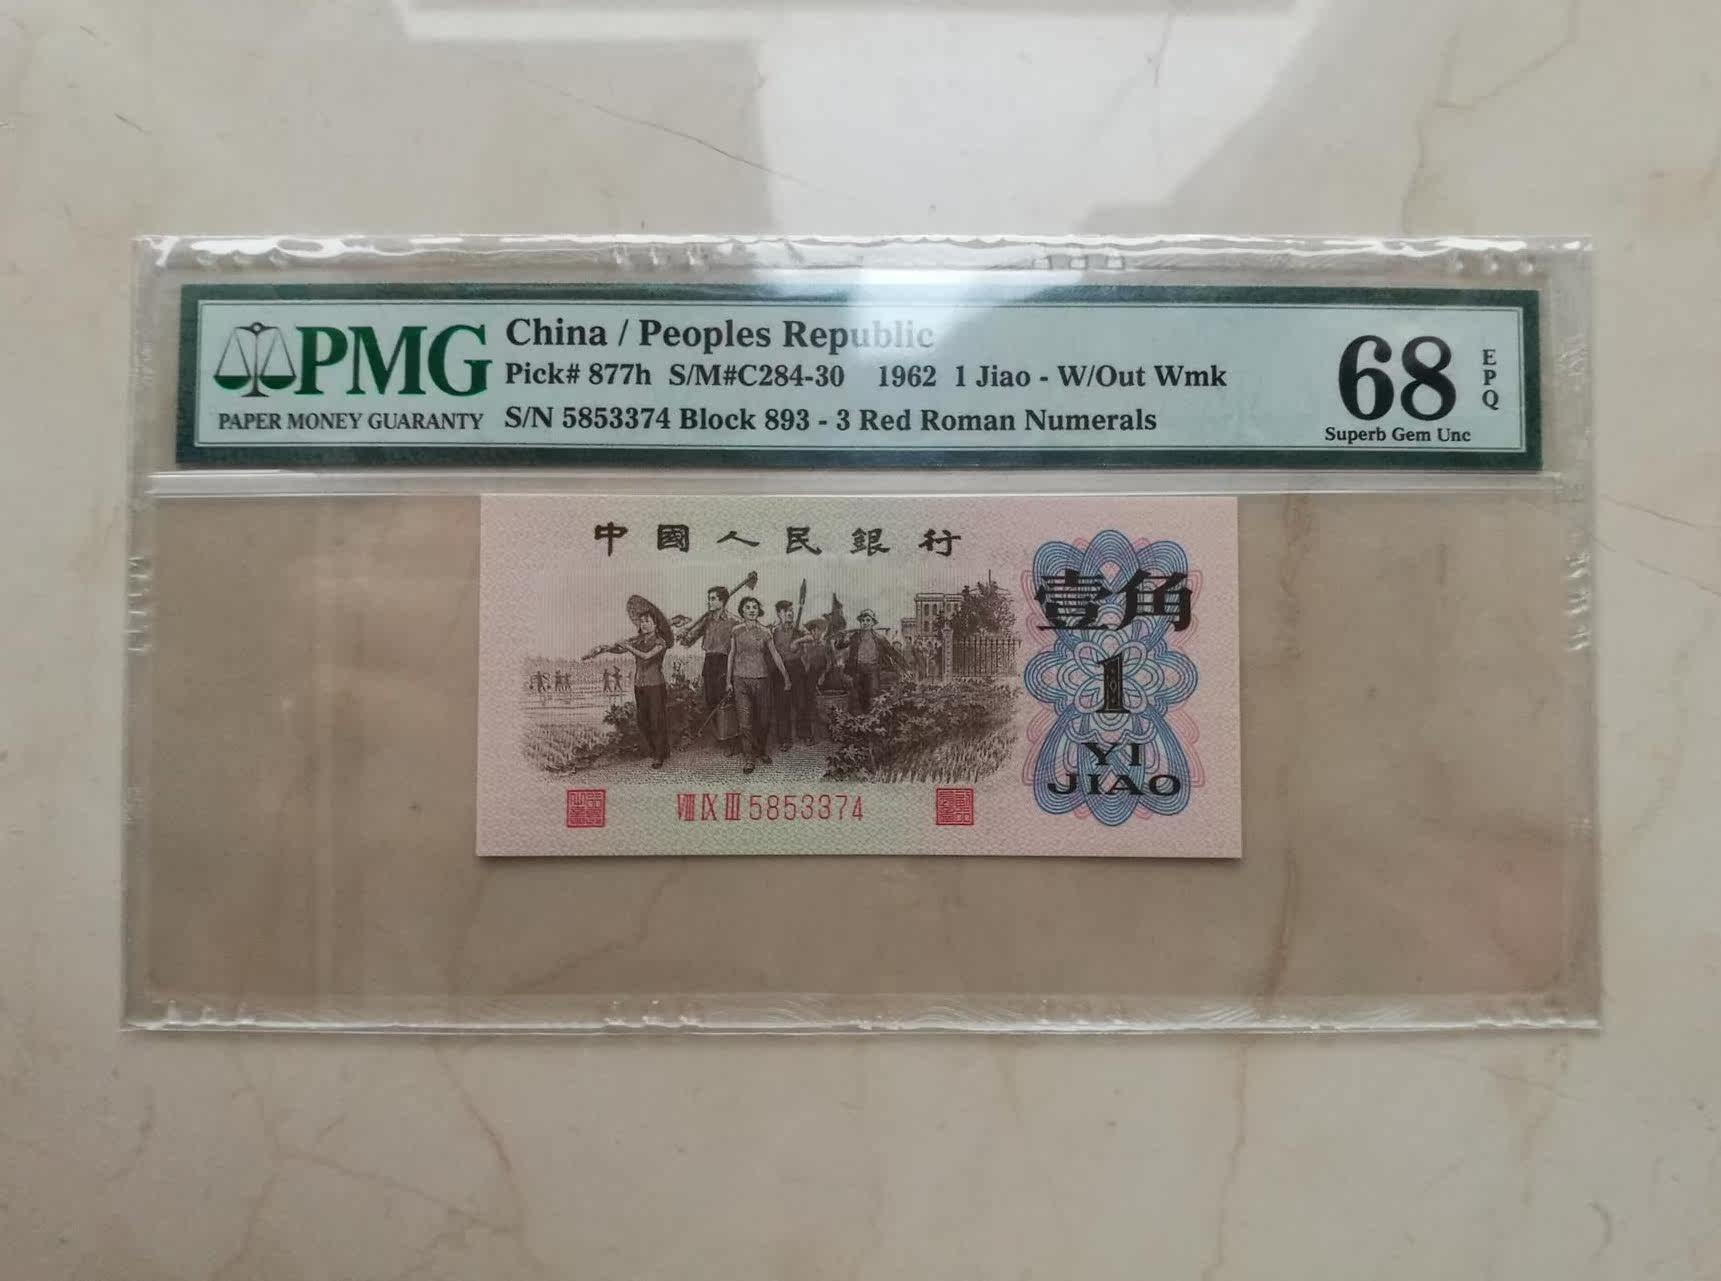 PMG
PAPER MONEY GUARANTY
China / Peoples Republic
Pick# 877h S/M#C284-30 1962 1 Jiao - W/Out Wmk
S/N 5853374 Block 893 - 3 Red Roman Numerals
68
EPQ
Superb Gem Unc
中國人民銀行
壹角
1
YI
JIAO
VIII IX III 5853374